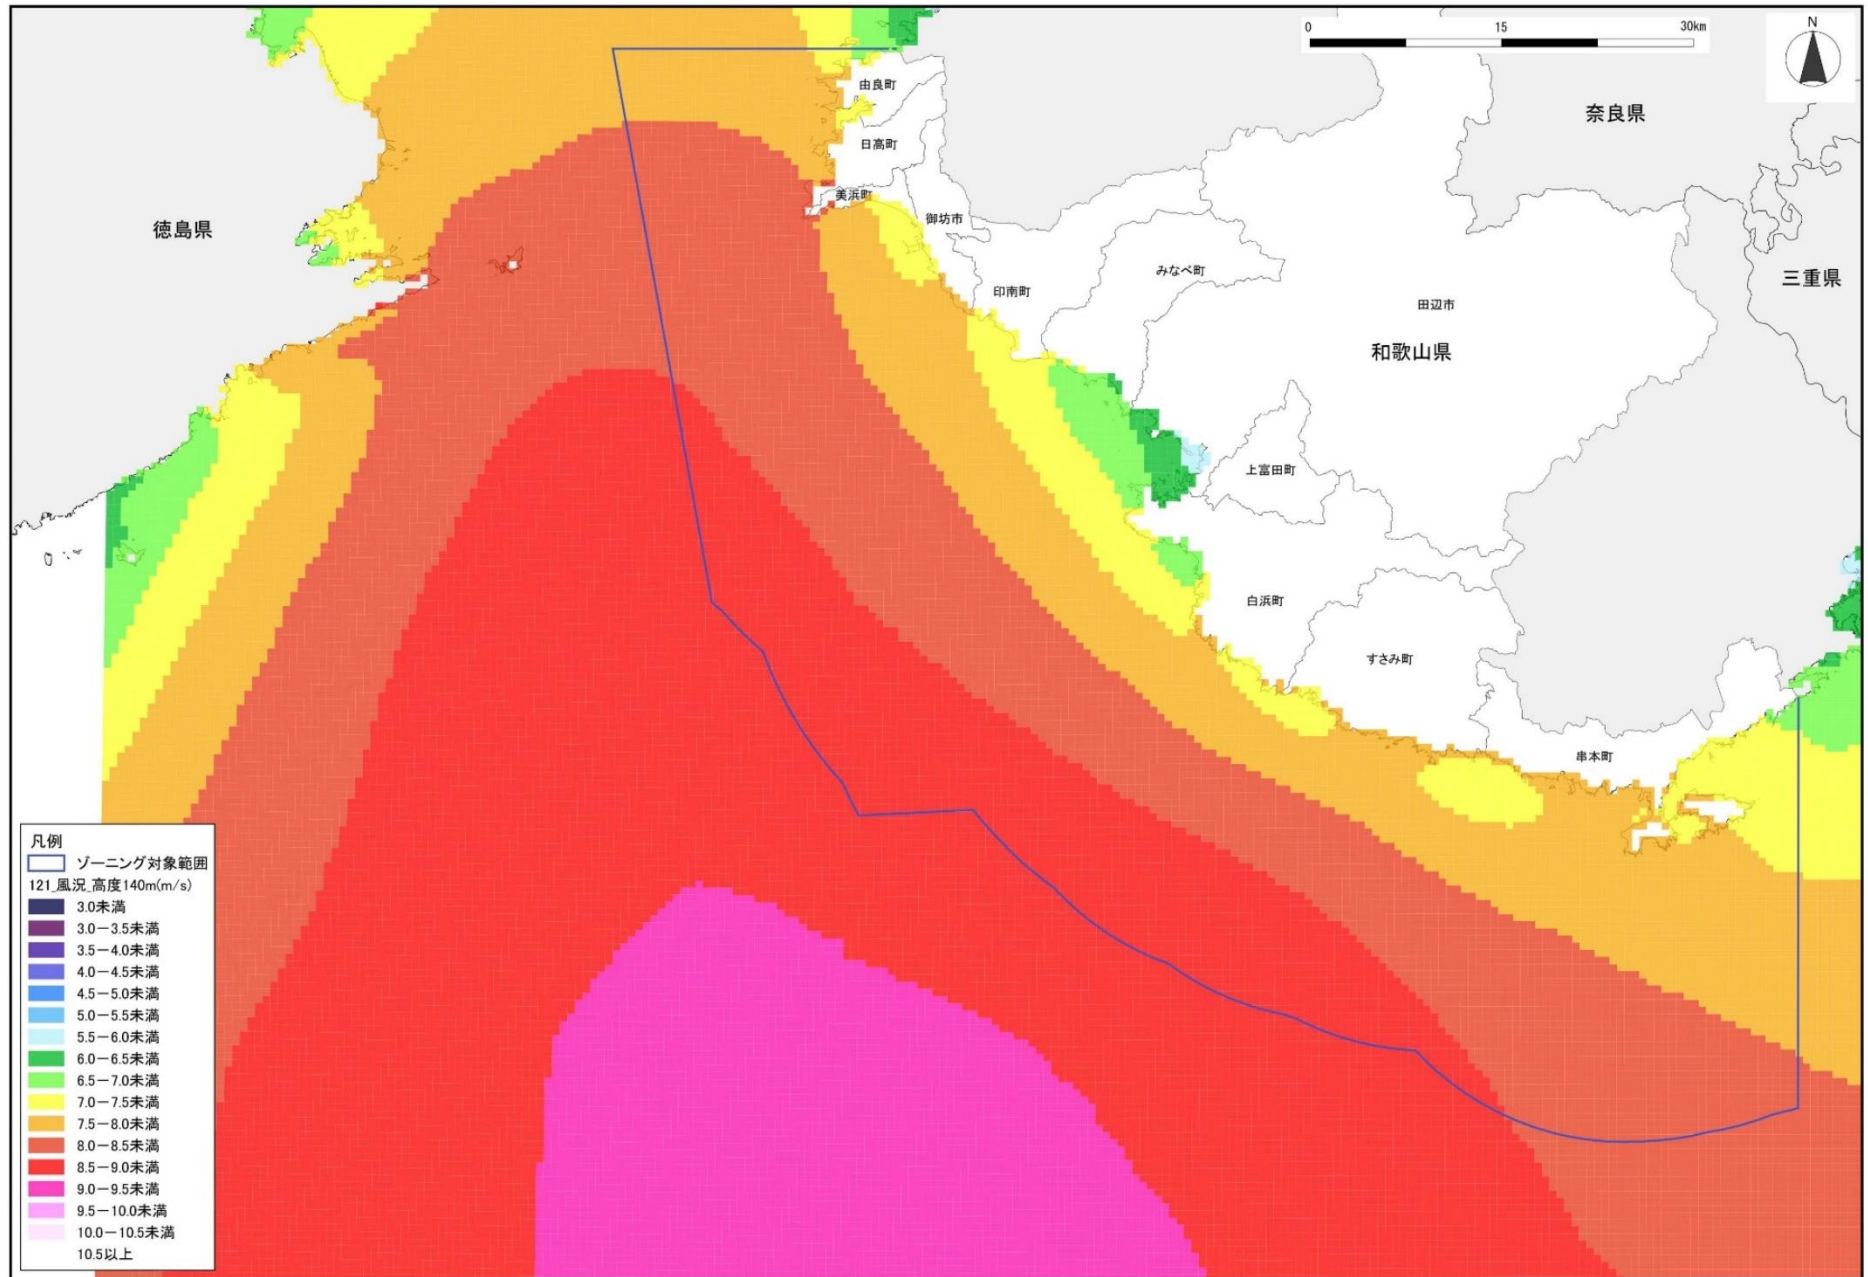 0 15 30km
N
由良町
奈良県
日高町
美浜町
徳島県
御坊市
みなべ町
三重県
印南町
田辺市
和歌山県
上富田町
白浜町
すさみ町
串本町
凡例
ゾーニング対象範囲
121_風況_高度140m(m/s)
3.0未満
3.0－3.5未満
3.5－4.0未満
4.0－4.5未満
4.5－5.0未満
5.0－5.5未満
5.5－6.0未満
6.0－6.5未満
6.5－7.0未満
7.0－7.5未満
7.5－8.0未満
8.0－8.5未満
8.5－9.0未満
9.0－9.5未満
9.5－10.0未満
10.0－10.5未満
10.5以上